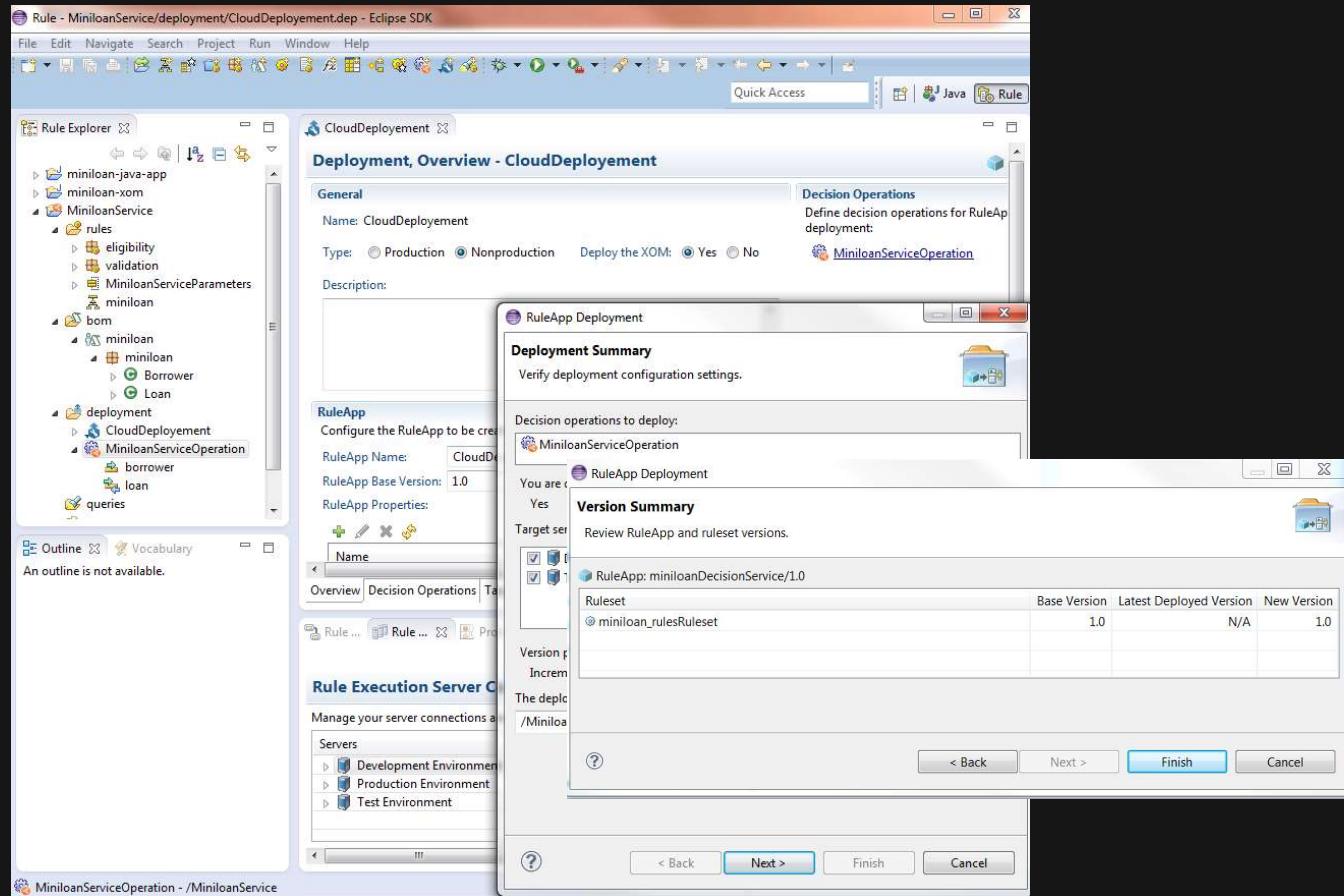 Rule - MiniloanService/deployment/CloudDeployement.dep - Eclipse SDK
File Edit Navigate Search Project Run Window Help
Quick Access
Java
Rule
Rule Explorer
miniloan-java-app
miniloan-xom
MiniloanService
rules
eligibility
validation
MiniloanServiceParameters
miniloan
bom
miniloan
miniloan
Borrower
Loan
deployment
CloudDeployement
MiniloanServiceOperation
borrower
loan
queries
Outline
Vocabulary
An outline is not available.
CloudDeployement
Deployment, Overview - CloudDeployement
General
Name: CloudDeployement
Type: Production Nonproduction Deploy the XOM: Yes No
Description:
Decision Operations
Define decision operations for RuleAp
deployment:
MiniloanServiceOperation
RuleApp
Configure the RuleApp to be crea
RuleApp Name: CloudDe
RuleApp Base Version: 1.0
RuleApp Properties:
Name
Overview Decision Operations Ta
Rule ... Rule ... Pro
Rule Execution Server C
Manage your server connections a
Servers
Development Environmen
Production Environment
Test Environment
RuleApp Deployment
Deployment Summary
Verify deployment configuration settings.
Decision operations to deploy:
MiniloanServiceOperation
You are
Yes
Target ser
Version p
Increm
The deplo
/Miniloa
< Back Next > Finish Cancel
RuleApp Deployment
Version Summary
Review RuleApp and ruleset versions.
RuleApp: miniloanDecisionService/1.0
Ruleset Base Version Latest Deployed Version New Version
miniloan_rulesRuleset 1.0 N/A 1.0
< Back Next > Finish Cancel
MiniloanServiceOperation - /MiniloanService